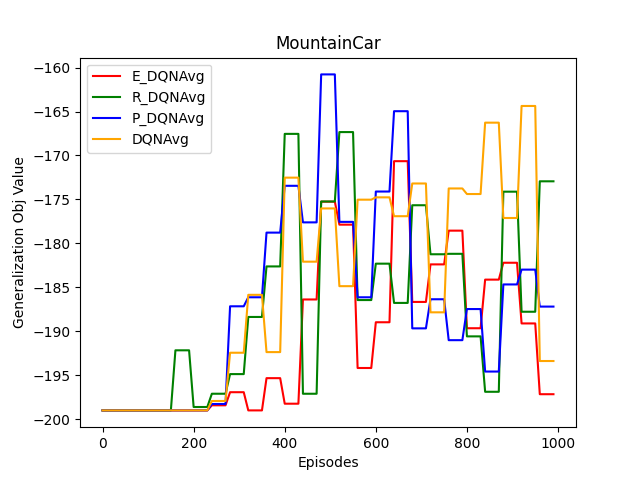 MountainCar
E_DQNAvg
R_DQNAvg
P_DQNAvg
DQNAvg
Generalization Obj Value
−160
−165
−170
−175
−180
−185
−190
−195
−200
0 200 400 600 800 1000
Episodes